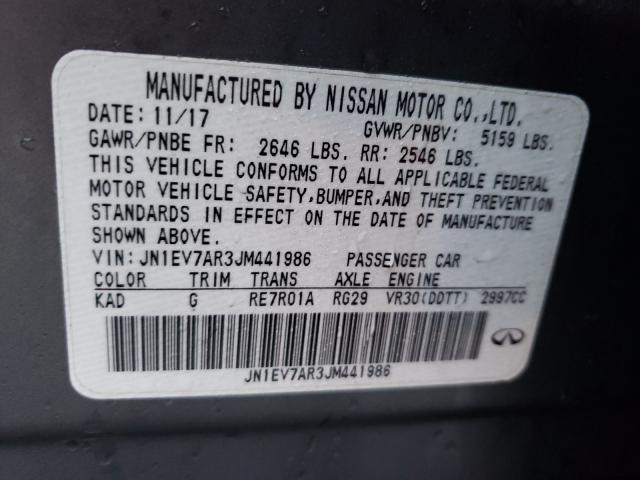 MANUFACTURED BY NISSAN MOTOR CO.,LTD.
DATE: 11/17 GVWR/PNBV: 5159 LBS.
GAWR/PNBE FR: 2646 LBS. RR: 2546 LBS.
THIS VEHICLE CONFORMS TO ALL APPLICABLE FEDERAL
MOTOR VEHICLE SAFETY,BUMPER,AND THEFT PREVENTION
STANDARDS IN EFFECT ON THE DATE OF MANUFACTURE
SHOWN ABOVE.
VIN: JN1EV7AR3JM441986 PASSENGER CAR
COLOR TRIM TRANS AXLE ENGINE
KAD G RE7R01A RG29 VR30(DDTT) 2997CC
JN1EV7AR3JM441986